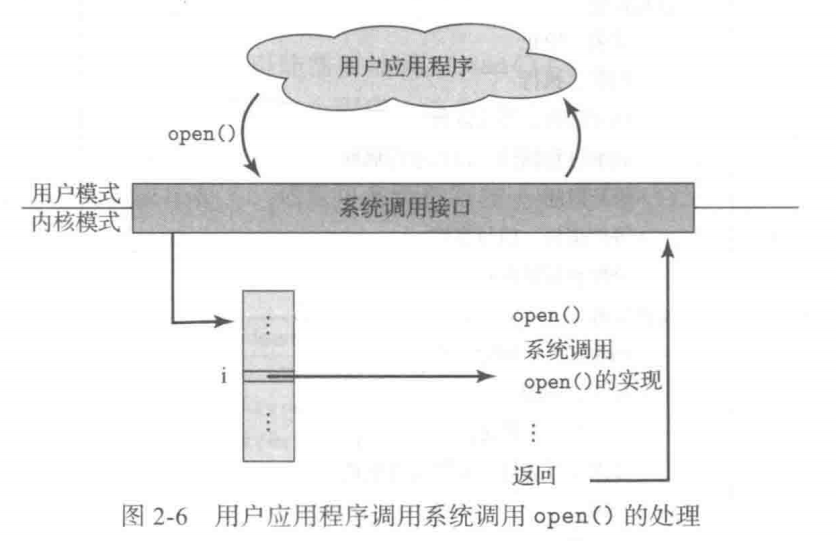 用户应用程序
open()
用户模式
系统调用接口
内核模式
open()
i
系统调用
open()的实现
返回
图 2-6 用户应用程序调用系统调用 open() 的处理